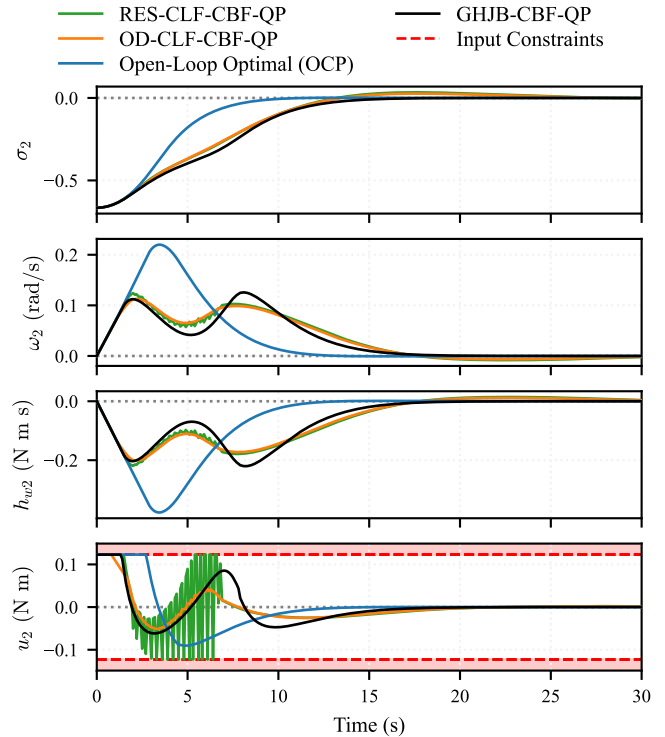 RES-CLF-CBF-QP
OD-CLF-CBF-QP
Open-Loop Optimal (OCP)
GHJB-CBF-QP
Input Constraints
0.0
−0.5
σ₂
0.2
0.1
0.0
ω₂ (rad/s)
0.0
−0.2
h_{w2} (N m s)
0.1
0.0
−0.1
u₂ (N m)
0 5 10 15 20 25 30
Time (s)